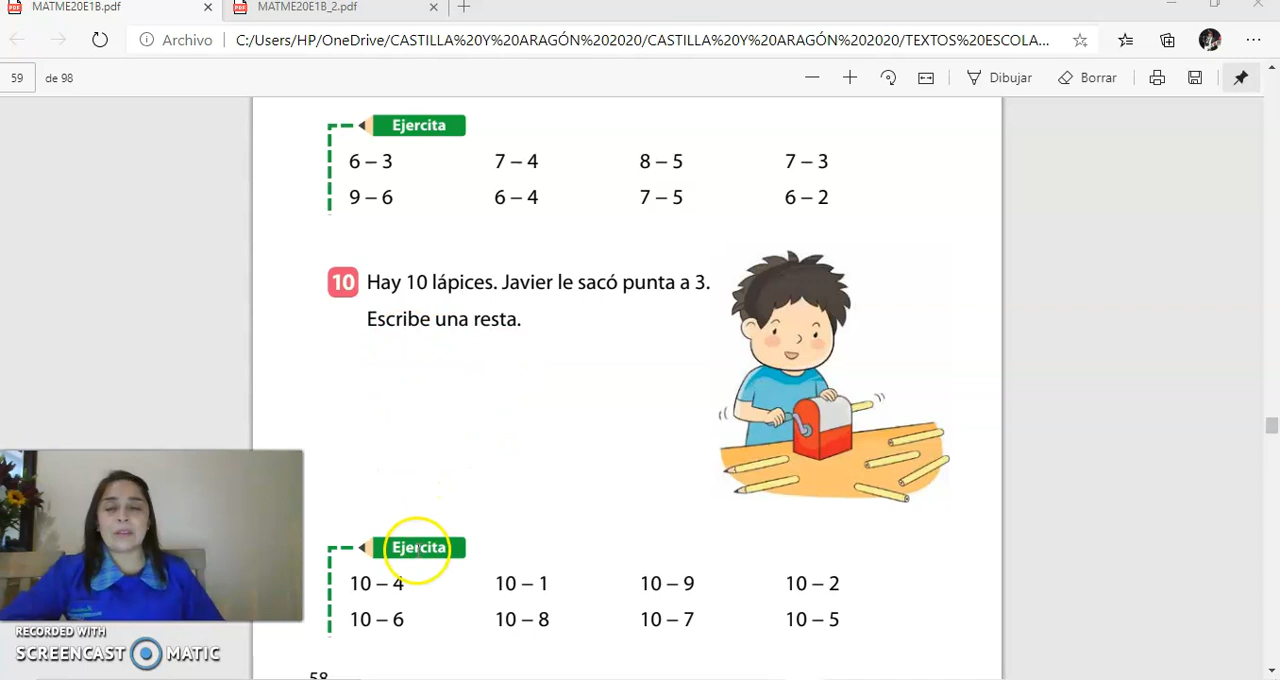 MATME20E1B.pdf
MATME20E1B_2.pdf
Archivo
C:/Users/HP/OneDrive/CASTILLA%20Y%20ARAGÓN%202020/CASTILLA%20Y%20ARAGÓN%202020/TEXTOS%20ESCOLA...
59 de 98
Dibujar
Borrar
Ejercita
6 – 3 7 – 4 8 – 5 7 – 3
9 – 6 6 – 4 7 – 5 6 – 2
10 Hay 10 lápices. Javier le sacó punta a 3.
Escribe una resta.
Ejercita
10 – 4 10 – 1 10 – 9 10 – 2
10 – 6 10 – 8 10 – 7 10 – 5
58
RECORDED WITH
SCREENCAST MATIC